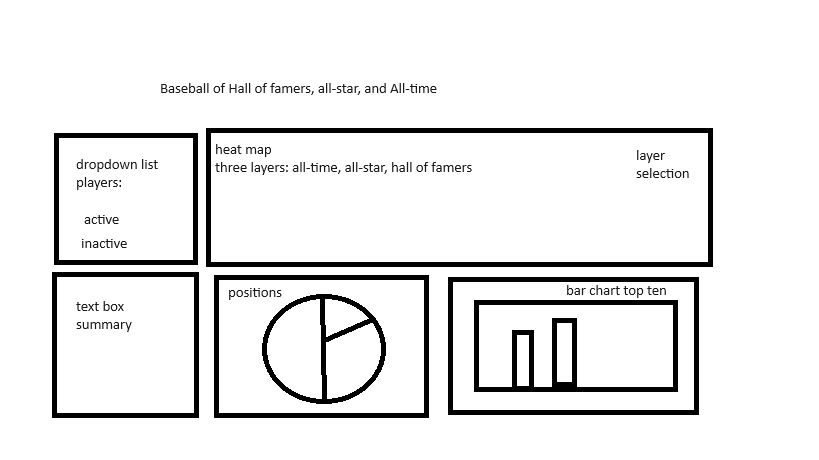 Baseball of Hall of famers, all-star, and All-time
dropdown list
players:
active
inactive
heat map
three layers: all-time, all-star, hall of famers
layer
selection
text box
summary
positions
bar chart top ten